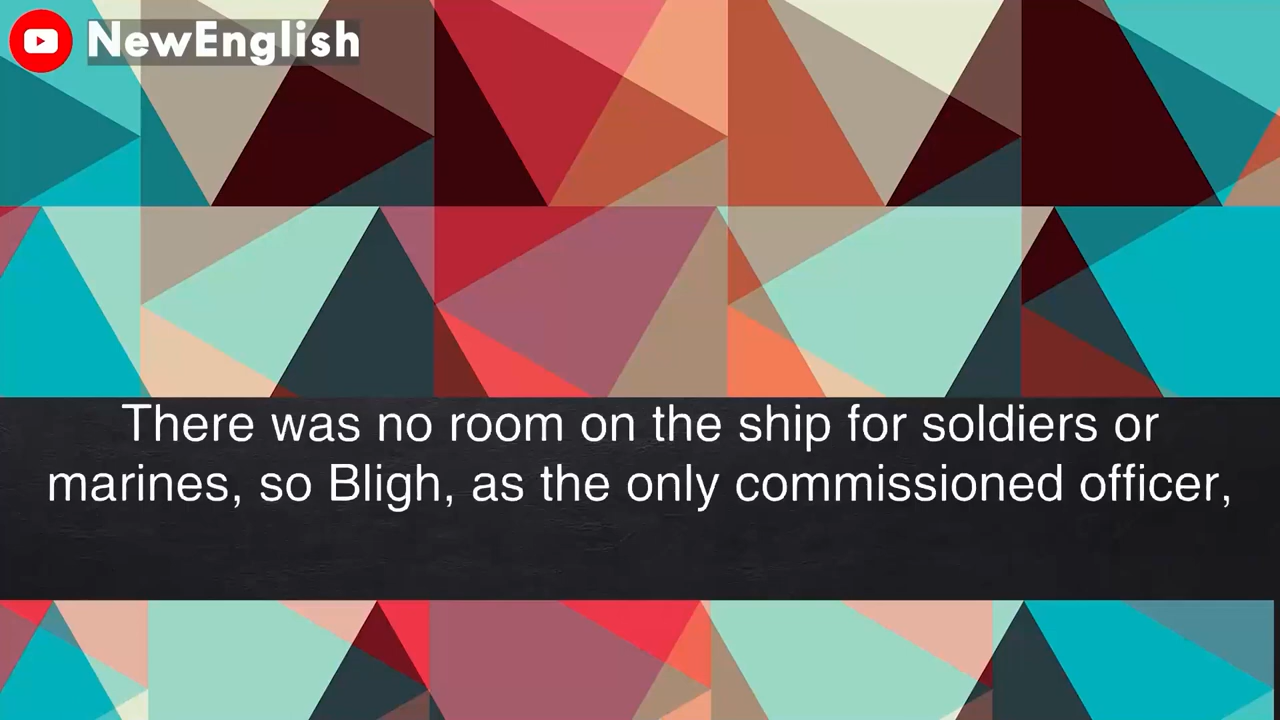 NewEnglish
There was no room on the ship for soldiers or
marines, so Bligh, as the only commissioned officer,